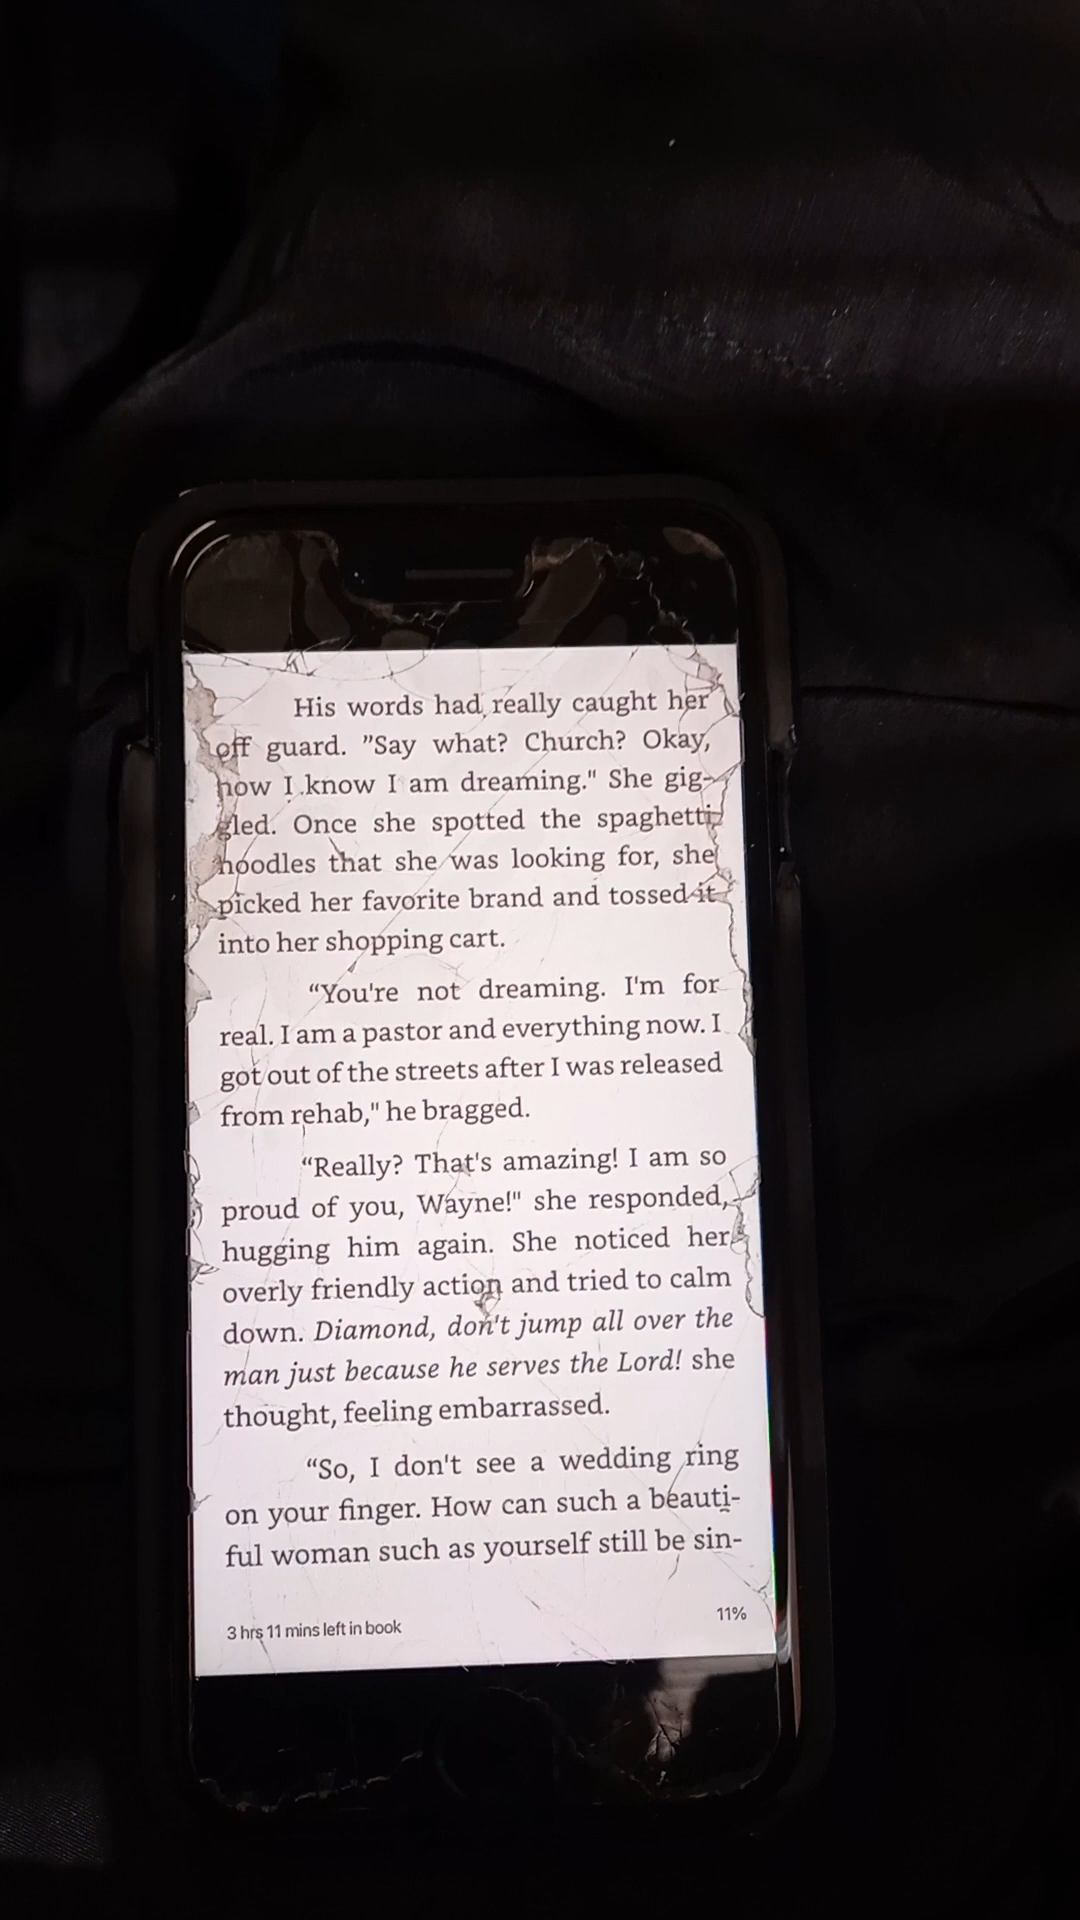 His words had really caught her
off guard. ”Say what? Church? Okay,
now I know I am dreaming." She gig-
gled. Once she spotted the spaghetti
noodles that she was looking for, she
picked her favorite brand and tossed it
into her shopping cart.
“You're not dreaming. I'm for
real. I am a pastor and everything now. I
got out of the streets after I was released
from rehab," he bragged.
“Really? That's amazing! I am so
proud of you, Wayne!" she responded,
hugging him again. She noticed her
overly friendly action and tried to calm
down. Diamond, don't jump all over the
man just because he serves the Lord! she
thought, feeling embarrassed.
“So, I don't see a wedding ring
on your finger. How can such a beauti-
ful woman such as yourself still be sin-
3 hrs 11 mins left in book 11%